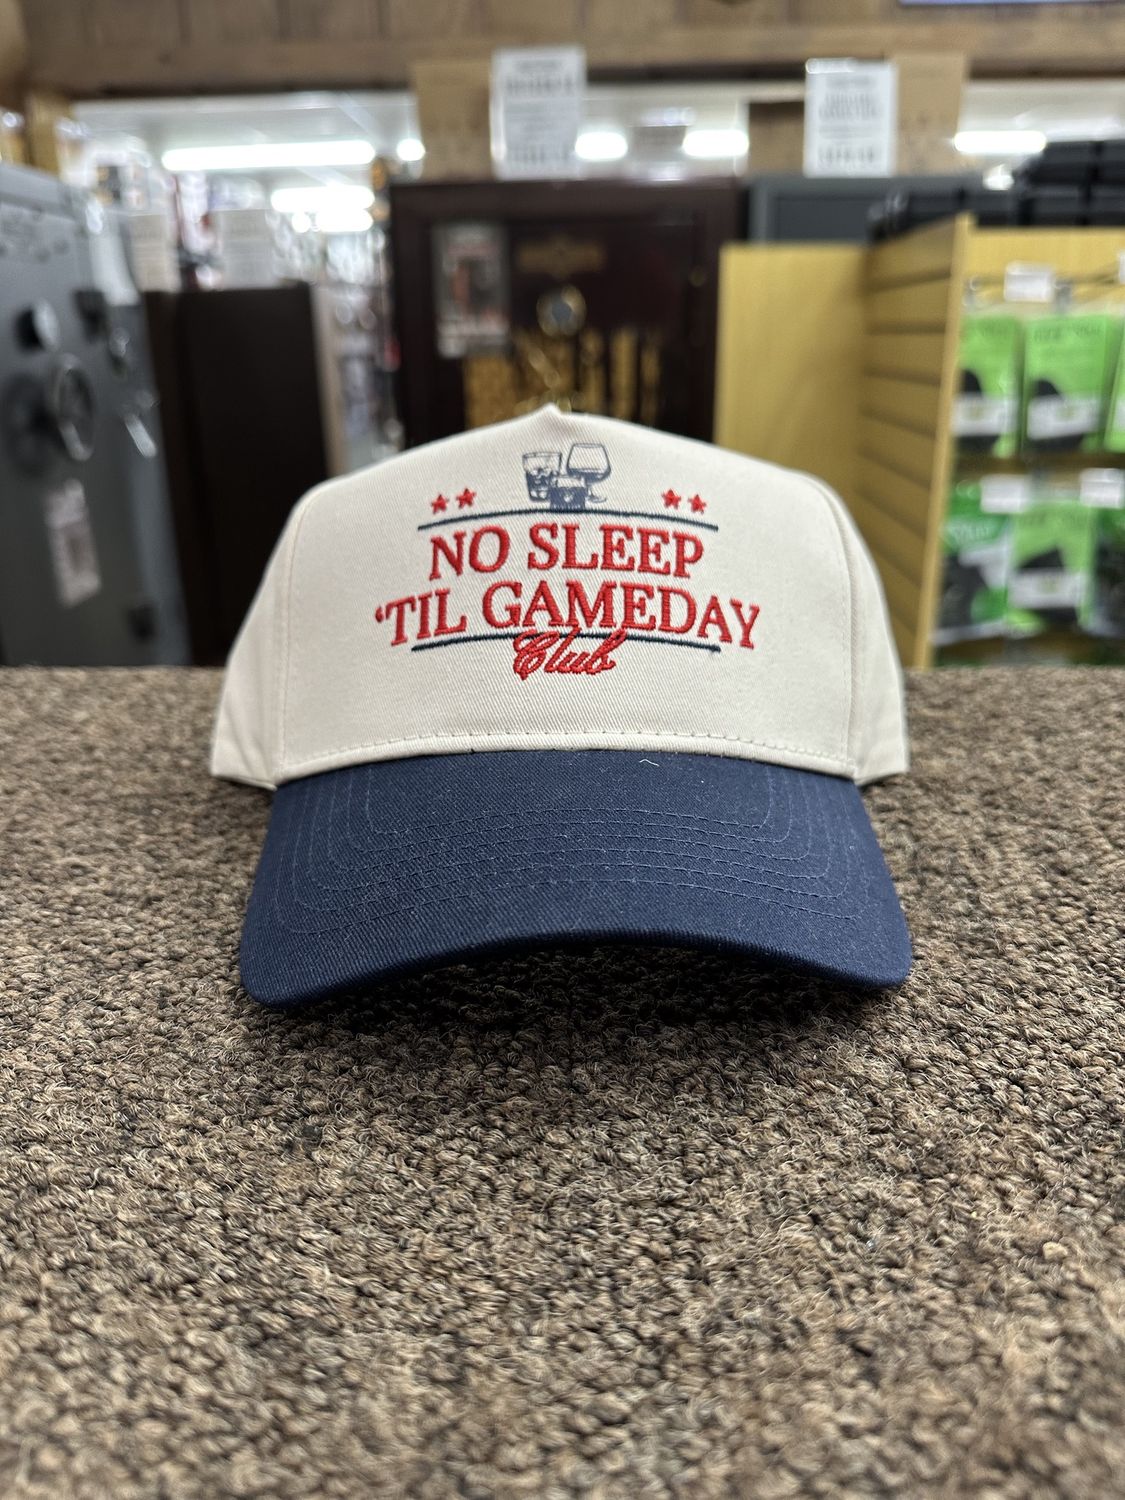 NO SLEEP
‘TIL GAMEDAY
Club